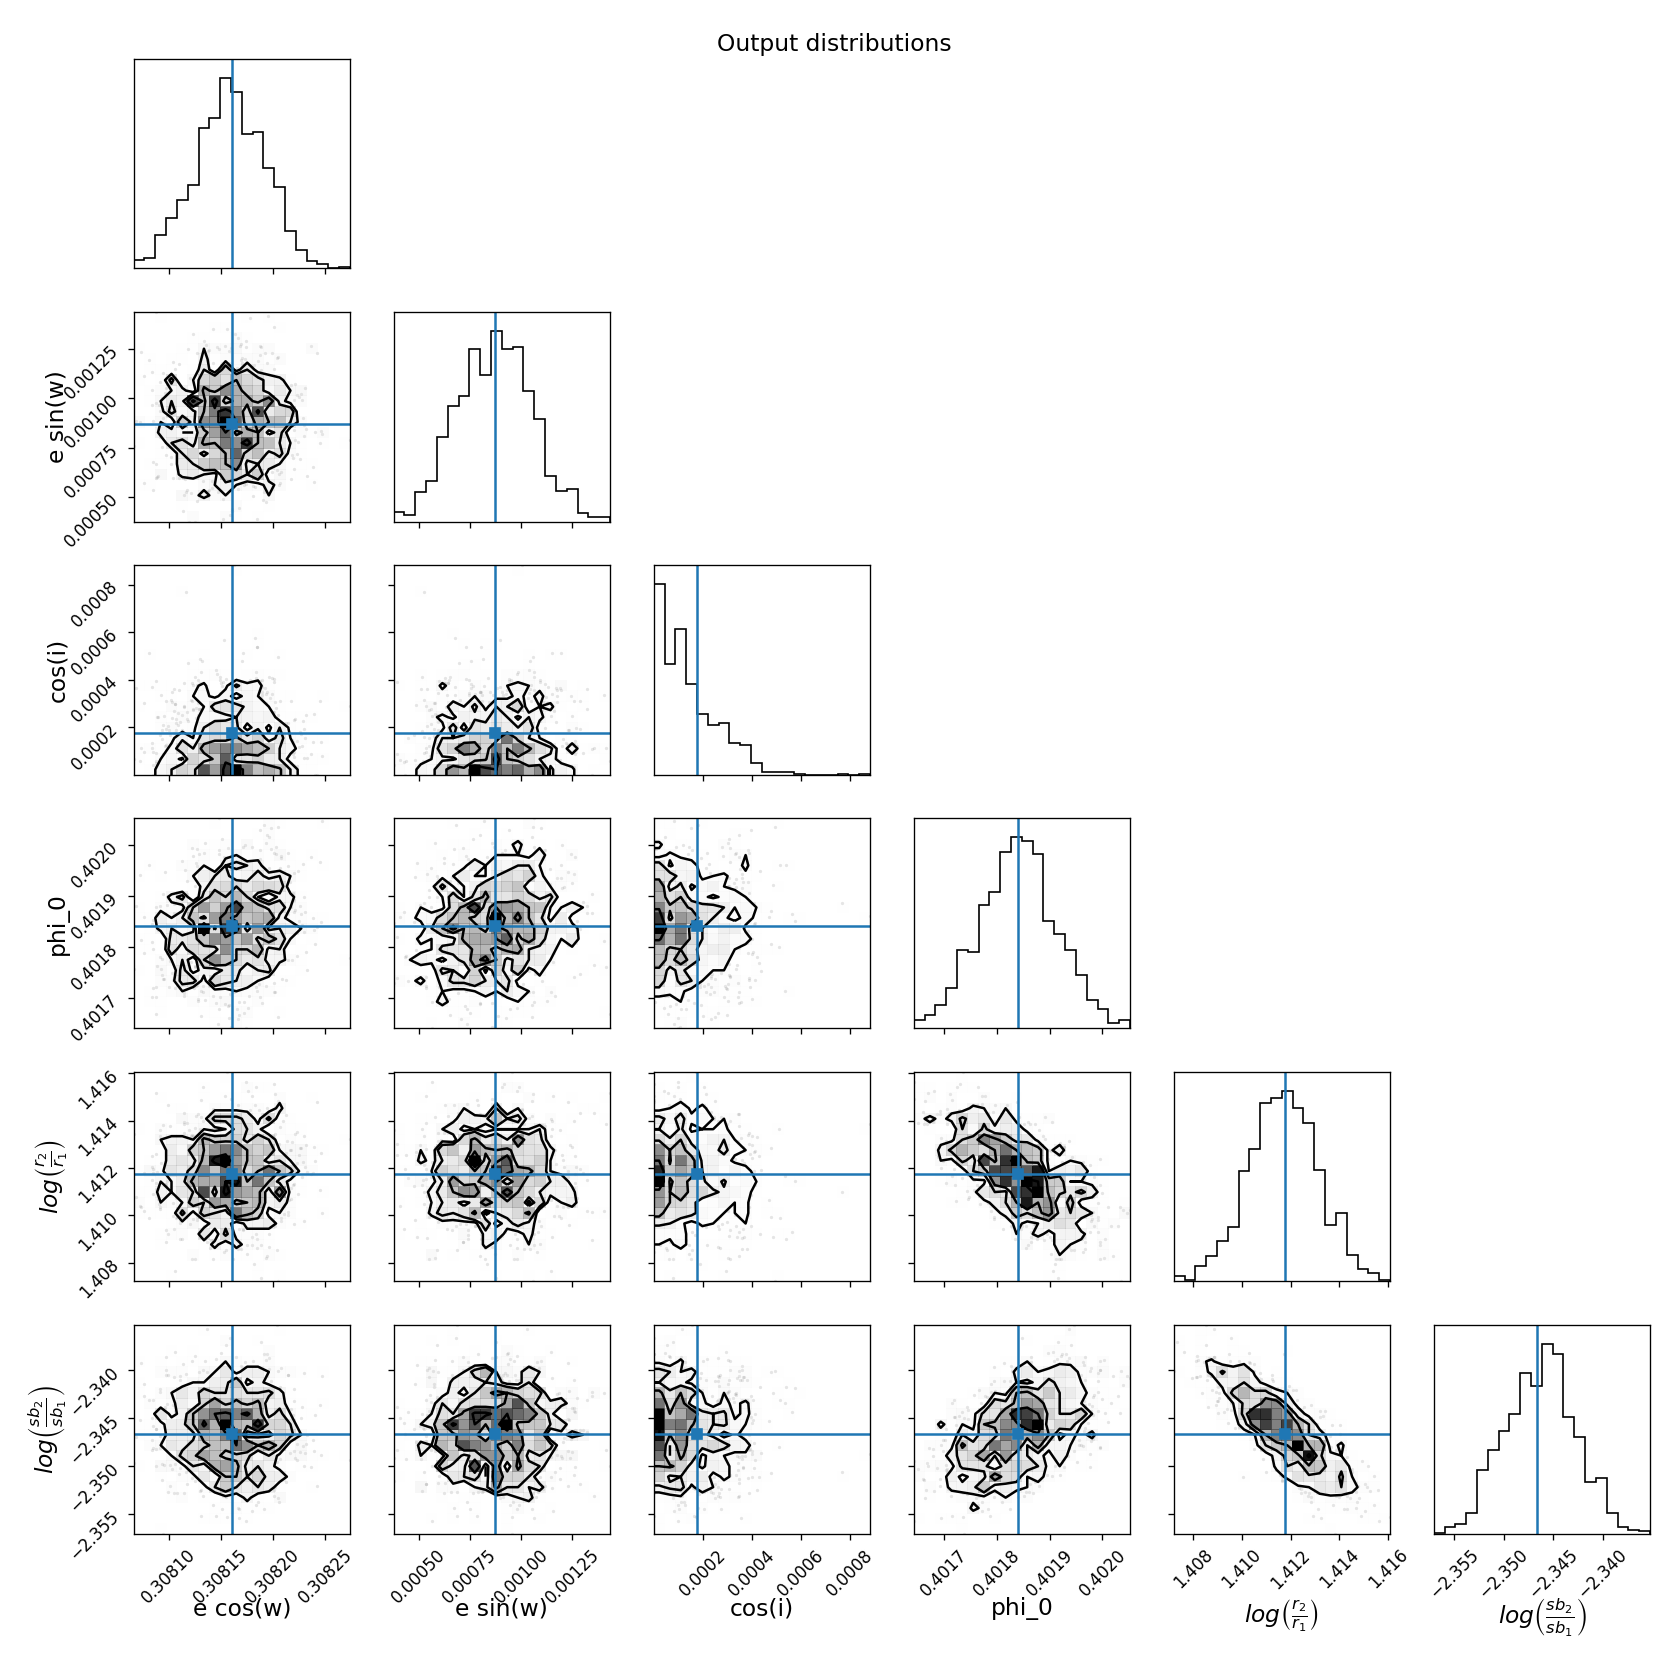 Output distributions
e sin(w)
0.00125
0.00100
0.00075
0.00050
cos(i)
0.0008
0.0006
0.0004
0.0002
phi_0
0.4020
0.4019
0.4018
0.4017
log(r₂/r₁)
1.416
1.414
1.412
1.410
1.408
log(sb₂/sb₁)
−2.340
−2.345
−2.350
−2.355
0.30810 0.30815 0.30820 0.30825
e cos(w)
0.00050 0.00075 0.00100 0.00125
e sin(w)
0.0002 0.0004 0.0006 0.0008
cos(i)
0.4017 0.4018 0.4019 0.4020
phi_0
1.408 1.410 1.412 1.414 1.416
log(r₂/r₁)
−2.355 −2.350 −2.345 −2.340
log(sb₂/sb₁)